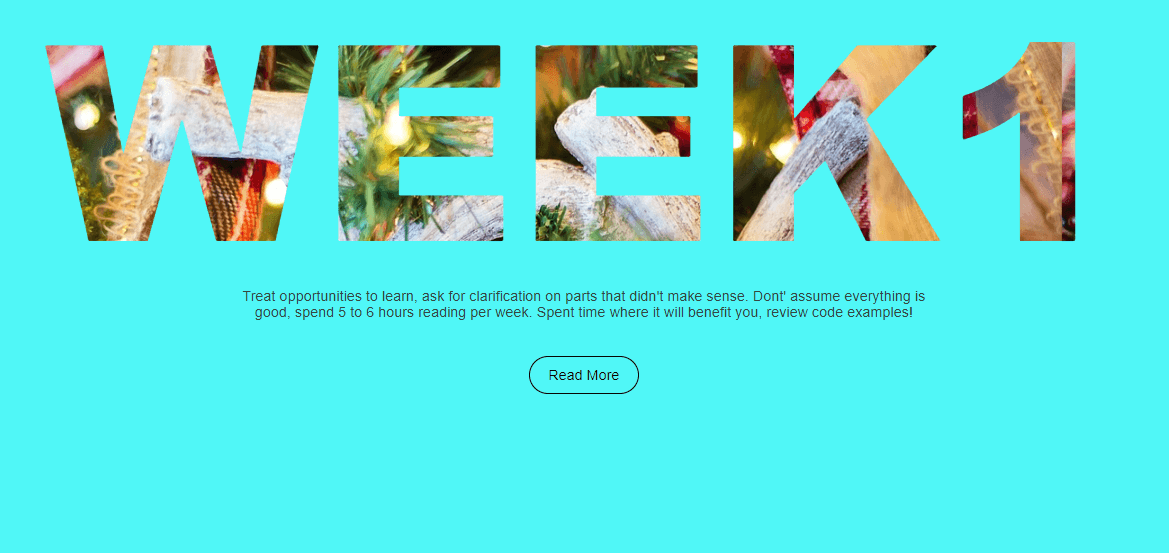 WEEK 1
Treat opportunities to learn, ask for clarification on parts that didn't make sense. Dont' assume everything is
good, spend 5 to 6 hours reading per week. Spent time where it will benefit you, review code examples!
Read More